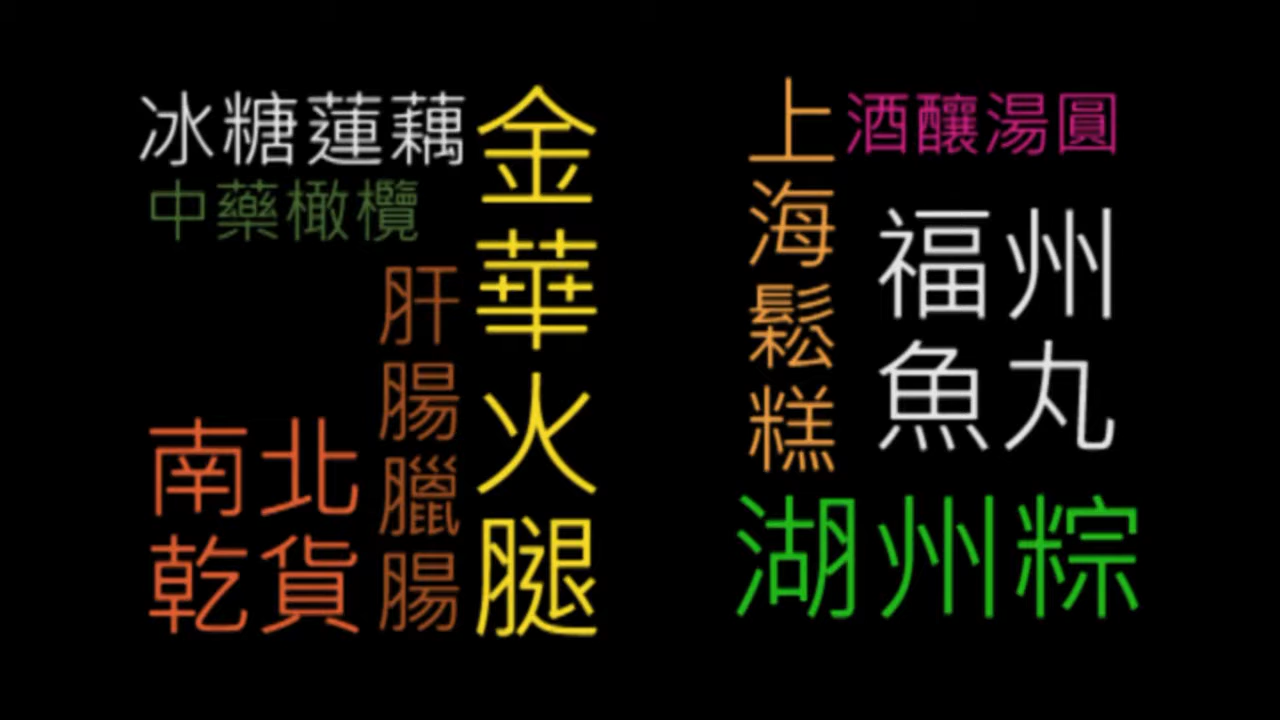 冰糖蓮藕
中藥橄欖
金華火腿
肝腸臘腸
南北
乾貨
上海鬆糕
酒釀湯圓
福州
魚丸
湖州粽